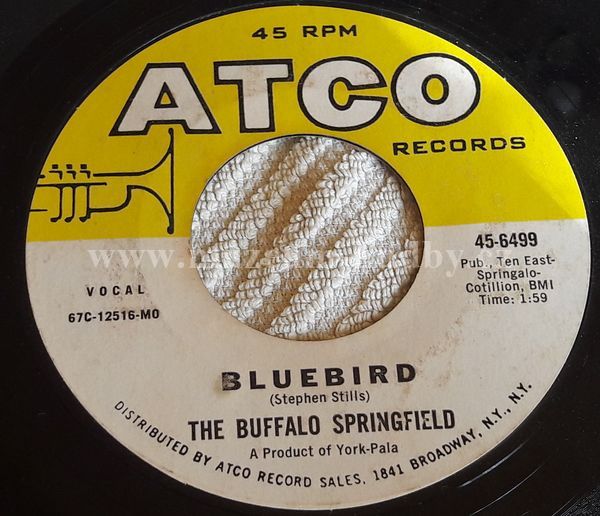 45 RPM
ATCO
RECORDS
45-6499
Pub., Ten East-
Springalo-
Cotillion, BMI
Time: 1:59
VOCAL
67C-12516-MO
BLUEBIRD
(Stephen Stills)
THE BUFFALO SPRINGFIELD
A Product of York-Pala
DISTRIBUTED BY ATCO RECORD SALES, 1841 BROADWAY, N.Y., N.Y.